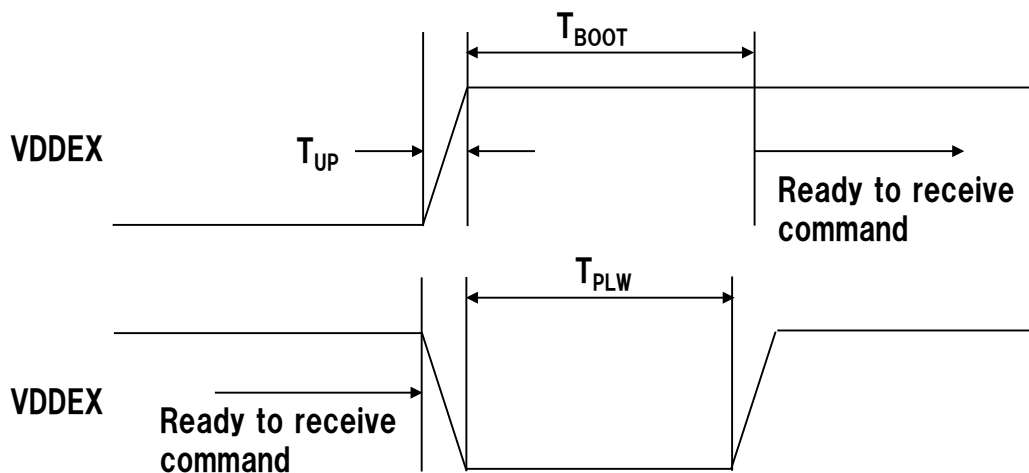 T_BOOT
VDDEX
T_UP
Ready to receive
command
T_PLW
VDDEX
Ready to receive
command